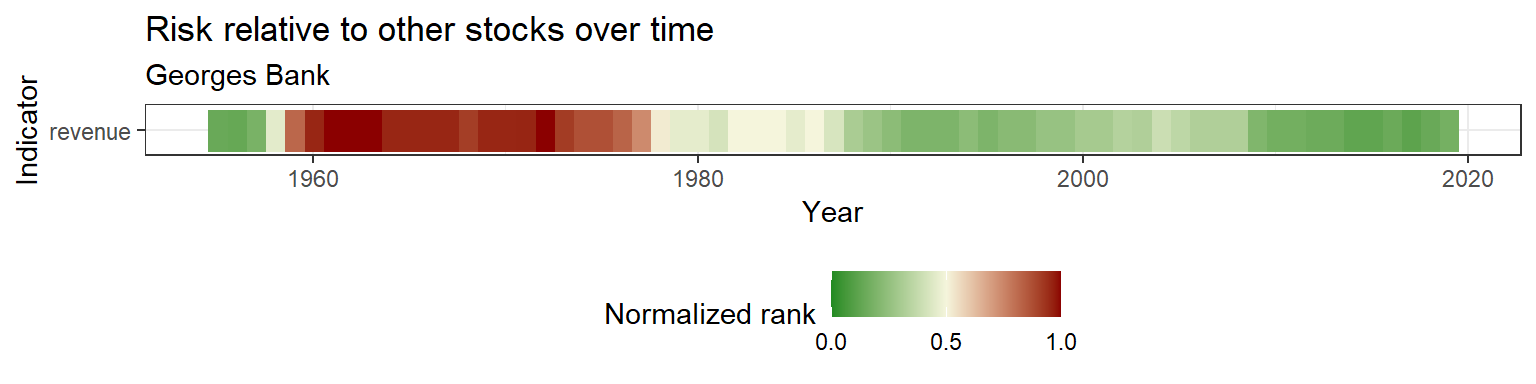 Risk relative to other stocks over time
Georges Bank
Indicator
revenue
1960 1980 2000 2020
Year
Normalized rank
0.0 0.5 1.0